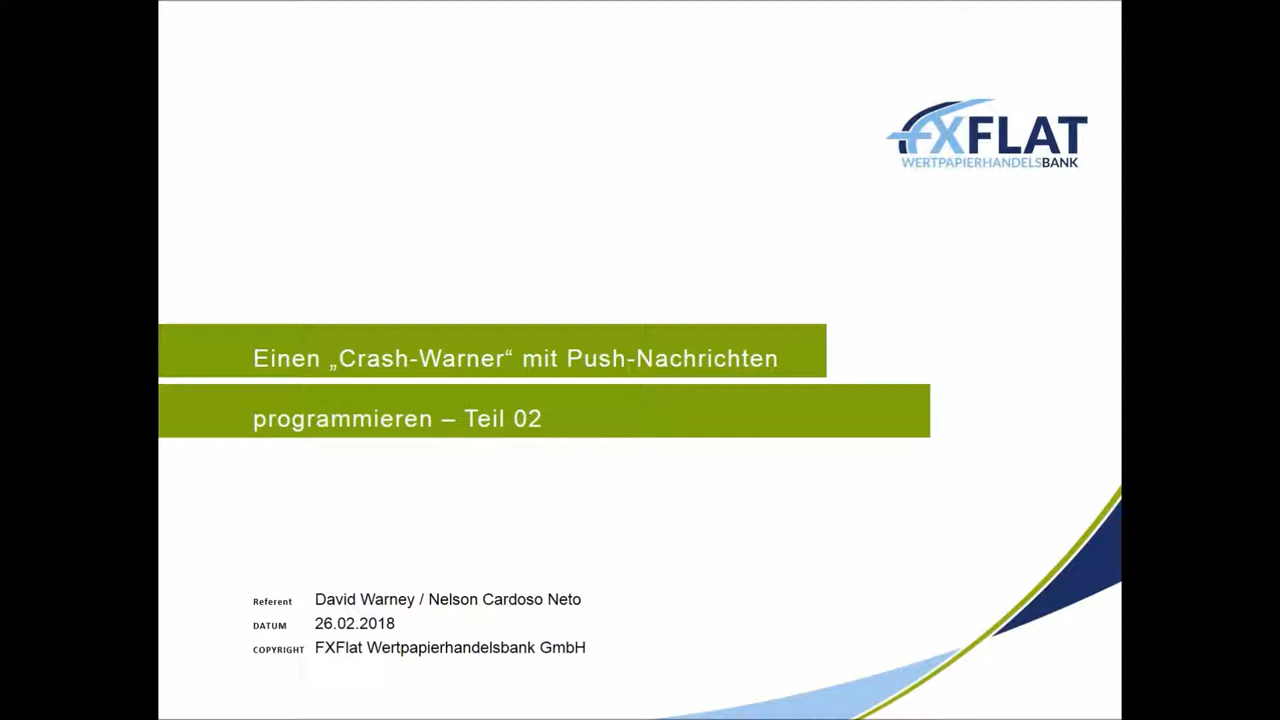 FXFLAT
WERTPAPIERHANDELSBANK
Einen „Crash-Warner“ mit Push-Nachrichten
programmieren – Teil 02
Referent David Warney / Nelson Cardoso Neto
DATUM 26.02.2018
COPYRIGHT FXFlat Wertpapierhandelsbank GmbH